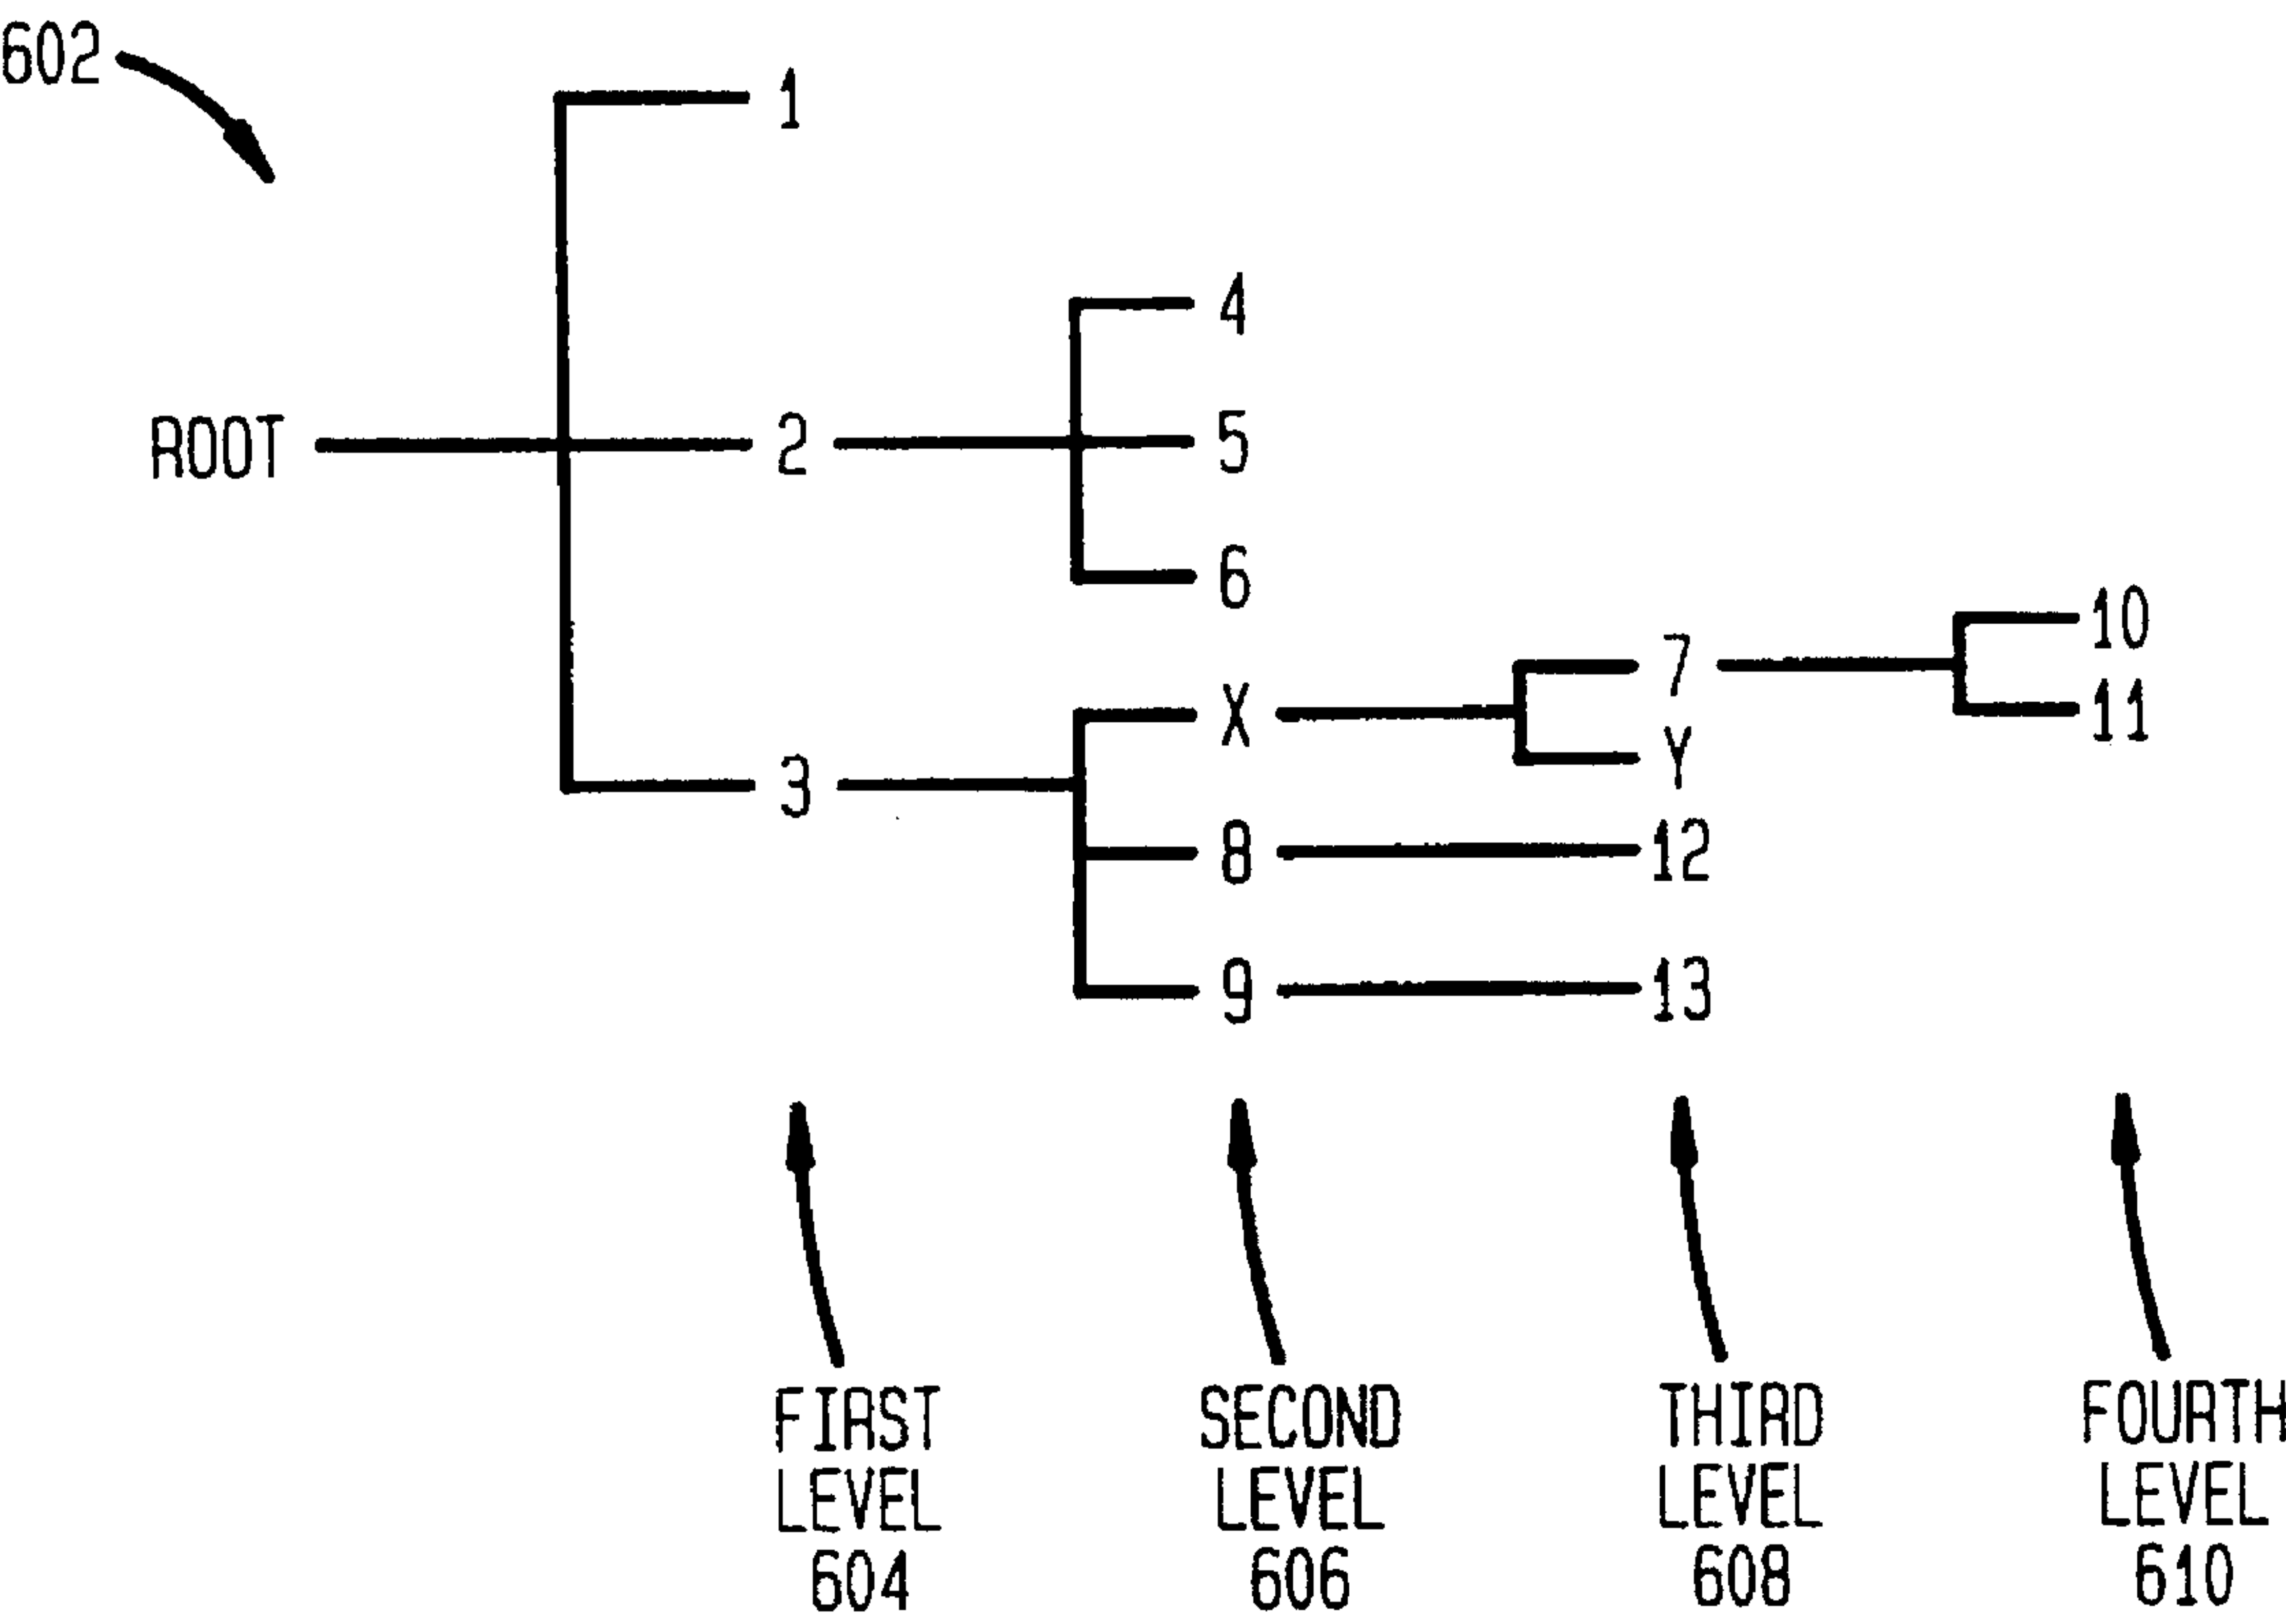 602
1
4
ROOT
2
5
6
10
7
X
11
Y
3
8
12
9
13
FIRST
LEVEL
604
SECOND
LEVEL
606
THIRD
LEVEL
608
FOURTH
LEVEL
610